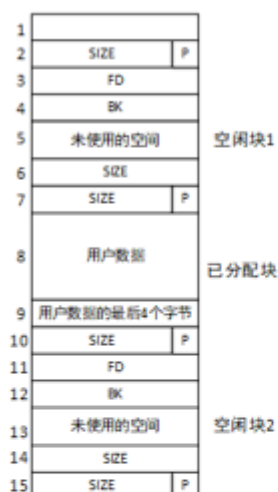 1
2 SIZE P
3 FD
4 BK
5 未使用的空间 空闲块1
6 SIZE
7 SIZE P
8 用户数据
已分配块
9 用户数据的最后4个字节
10 SIZE P
11 FD
12 BK
13 未使用的空间 空闲块2
14 SIZE
15 SIZE P